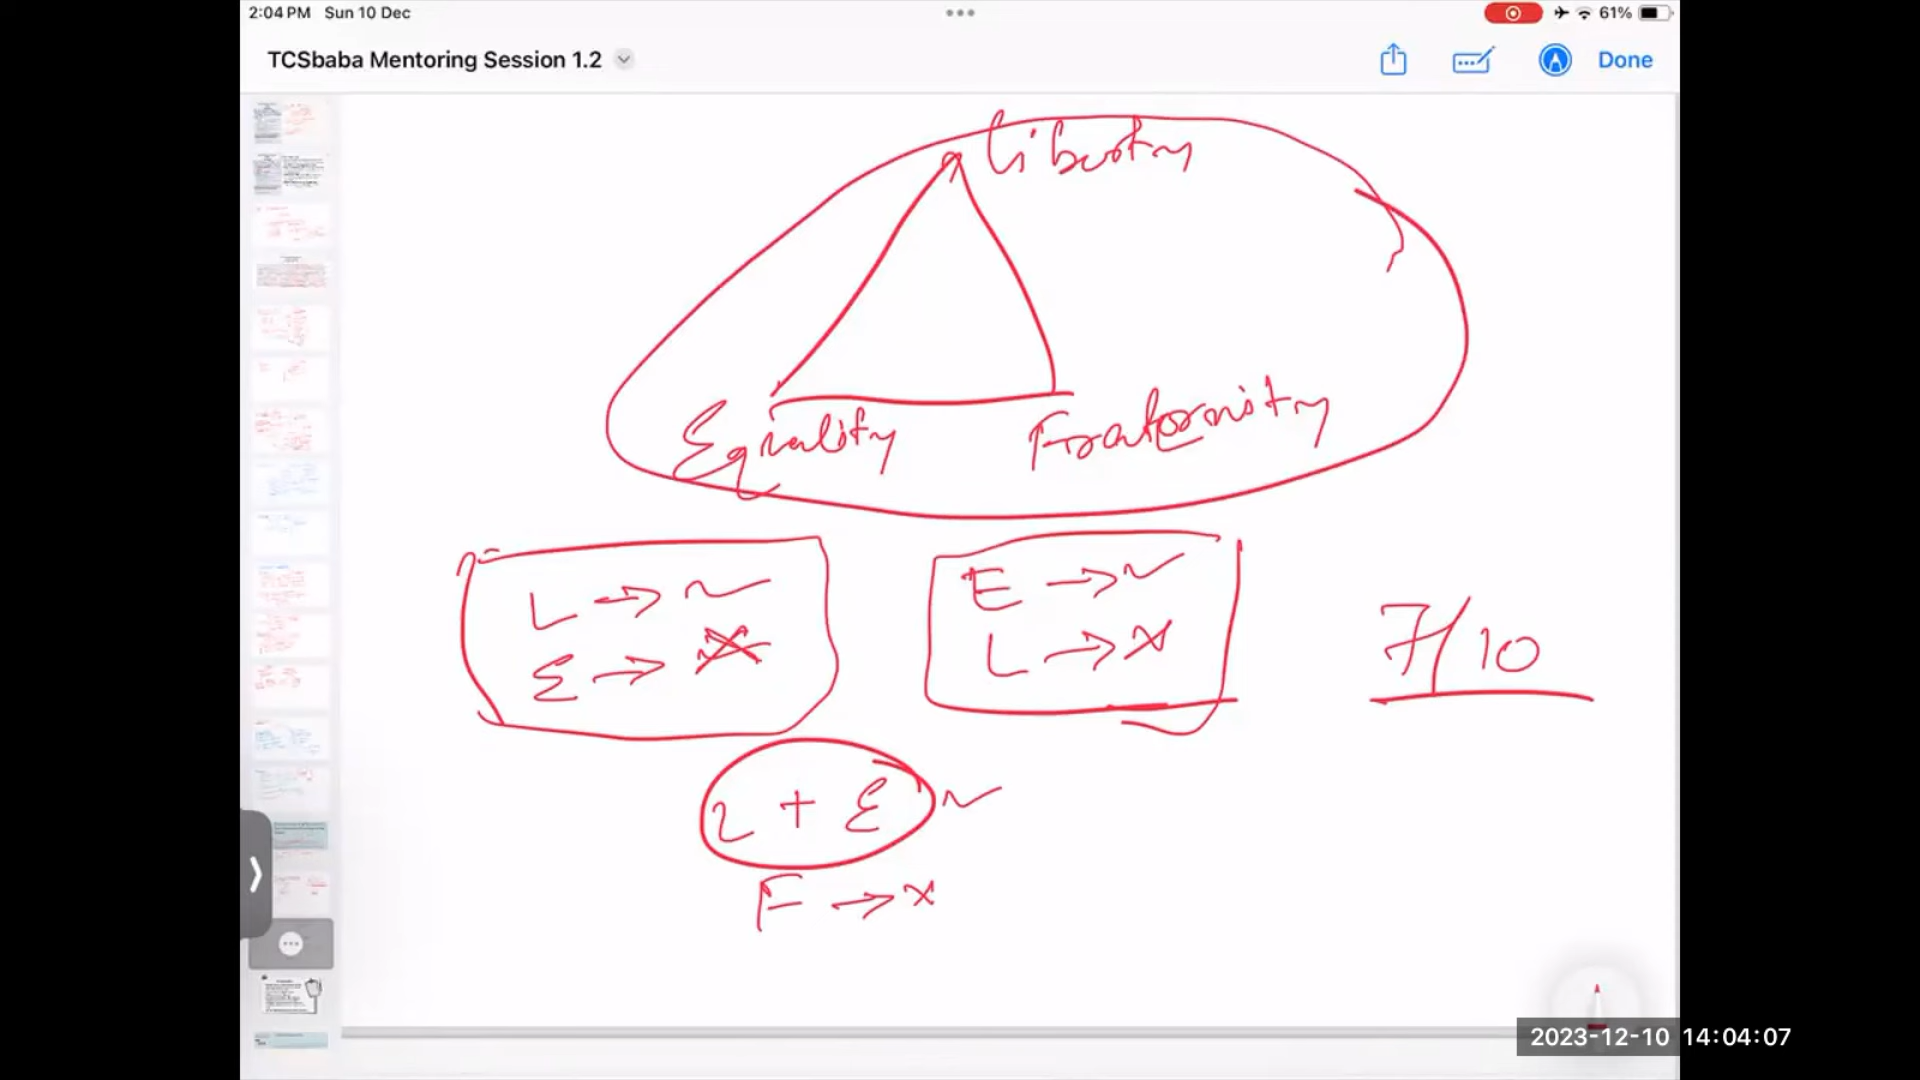 2:04 PM Sun 10 Dec
61%
TCSbaba Mentoring Session 1.2
Done
Liberty
Equality Fraternity
L → ✓
E → ✗
E → ✓
L → ✗
7/10
L + E ✓
F → ✗
2023-12-10 14:04:07